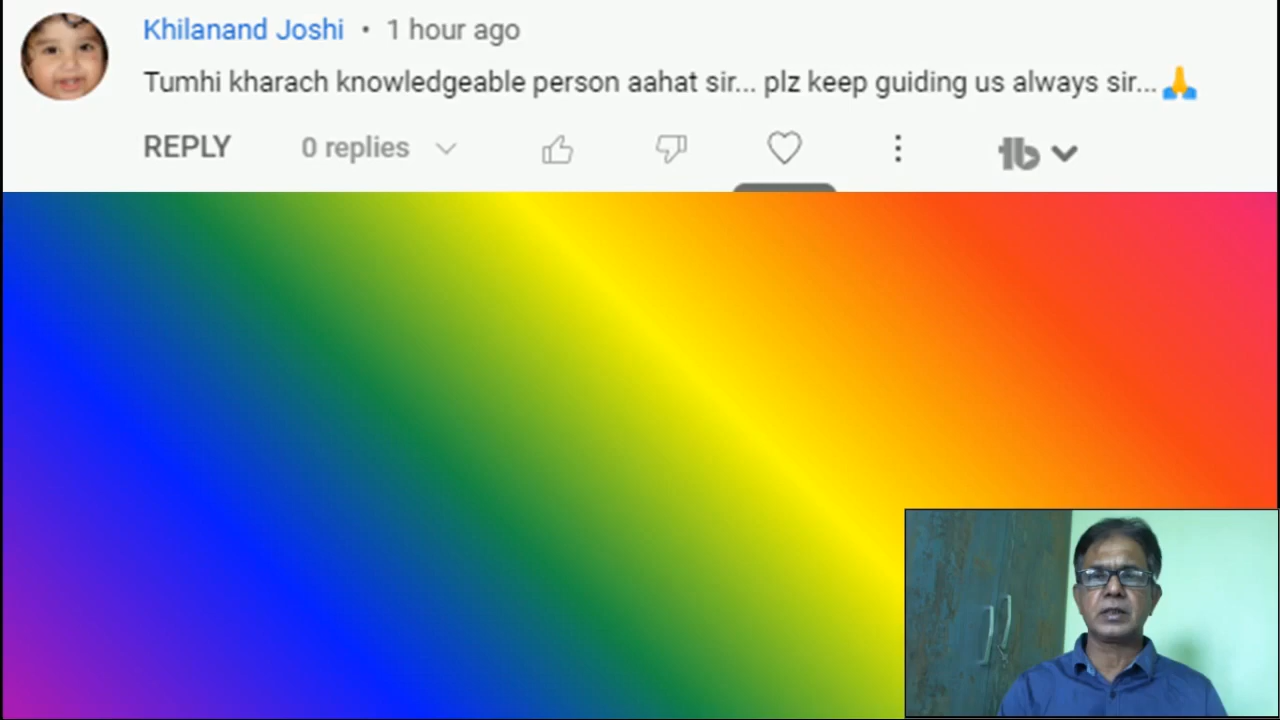 Khilanand Joshi • 1 hour ago
Tumhi kharach knowledgeable person aahat sir... plz keep guiding us always sir...🙏
REPLY 0 replies
tb